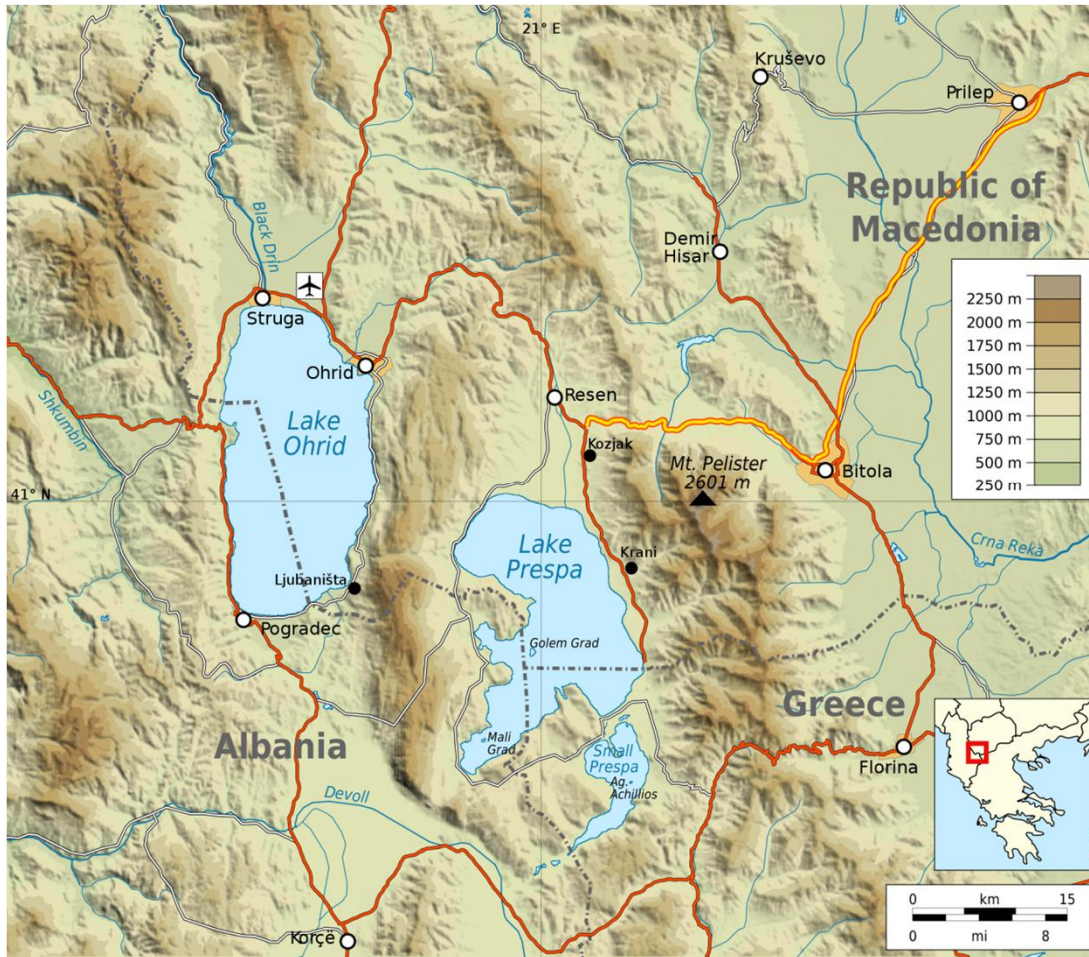 21° E
Kruševo
Prilep
Republic of
Macedonia
Black Drin
Demir
Hisar
2250 m
2000 m
1750 m
1500 m
1250 m
1000 m
750 m
500 m
250 m
Struga
Ohrid
Resen
Shkumbin
Lake
Ohrid
Kozjak
Mt. Pelister
2601 m
Bitola
41° N
Lake
Prespa
Krani
Crna Reka
Ljubaništa
Pogradec
Golem Grad
Greece
Albania
Mali
Grad
Small
Prespa
Ag.
Achillios
Florina
Devoll
Korçë
0 km 15
0 mi 8